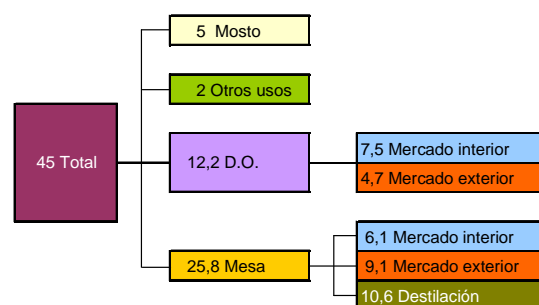 5 Mosto
2 Otros usos
45 Total
12,2 D.O.
7,5 Mercado interior
4,7 Mercado exterior
25,8 Mesa
6,1 Mercado interior
9,1 Mercado exterior
10,6 Destilación